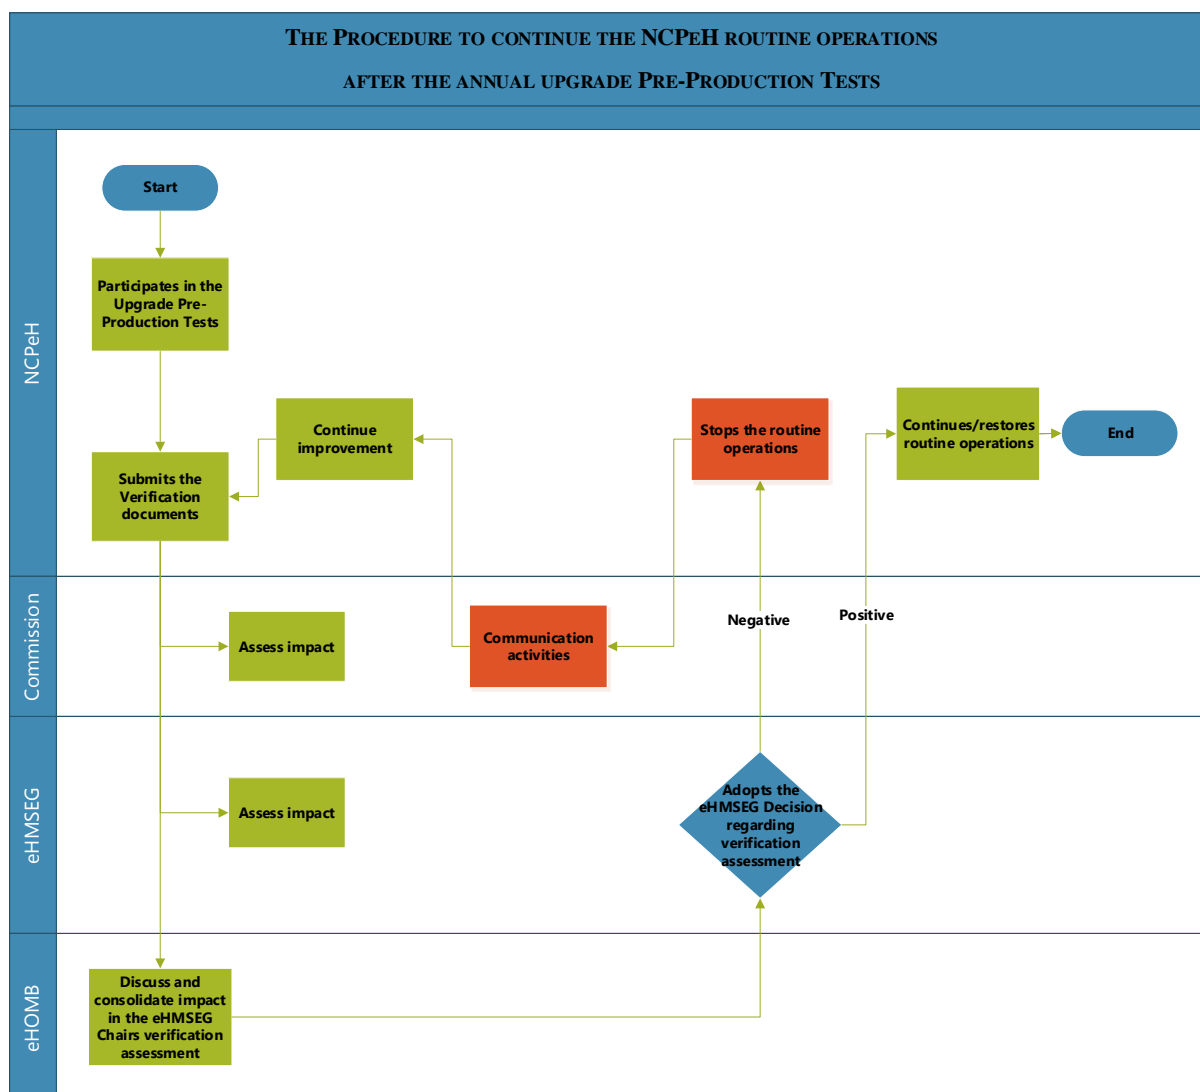 THE PROCEDURE TO CONTINUE THE NCPEH ROUTINE OPERATIONS
AFTER THE ANNUAL UPGRADE PRE-PRODUCTION TESTS
NCPeH
Start
Participates in the
Upgrade Pre-
Production Tests
Submits the
Verification
documents
Continue
improvement
Stops the routine
operations
Continues/restores
routine operations
End
Commission
Assess impact
Communication
activities
Negative
Positive
eHMSEG
Assess impact
Adopts the
eHMSEG Decision
regarding
verification
assessment
eHOMB
Discuss and
consolidate impact
in the eHMSEG
Chairs verification
assessment